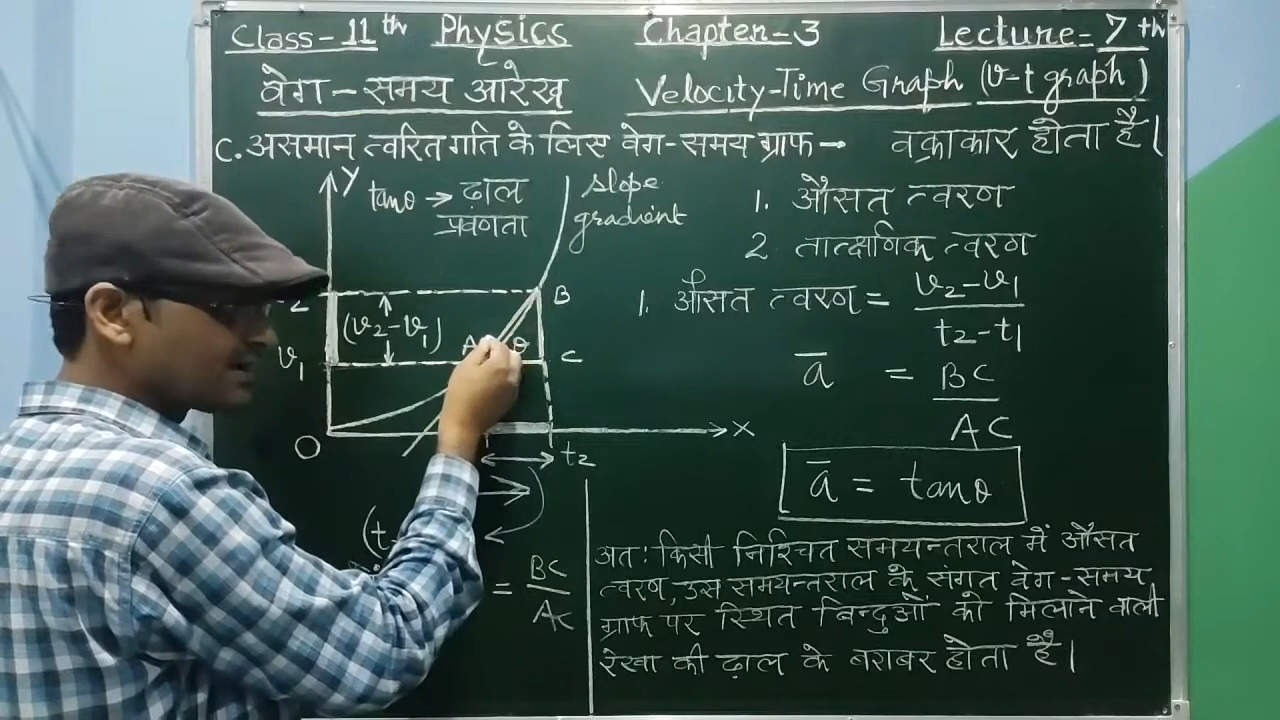 Class-11th Physics Chapter-3 Lecture-7th
वेग-समय आरेख Velocity-Time Graph (v-t graph)
C. असमान त्वरित गति के लिए वेग-समय ग्राफ → वक्राकार होता है।
Y
tanθ → ढ़ाल
प्रवणता
slope
gradient
B
(v2-v1)
A
θ
v1
C
O
X
t2
= BC
AC
1. औसत त्वरण
2 तात्क्षणिक त्वरण
1. औसत त्वरण = v2-v1
t2-t1
a̅ = BC
AC
a̅ = tanθ
अतः किसी निश्चित समयन्तराल में औसत
त्वरण, उस समयन्तराल के संगत वेग-समय
ग्राफ पर स्थित बिन्दुओं को मिलाने वाली
रेखा की ढ़ाल के बराबर होता है।